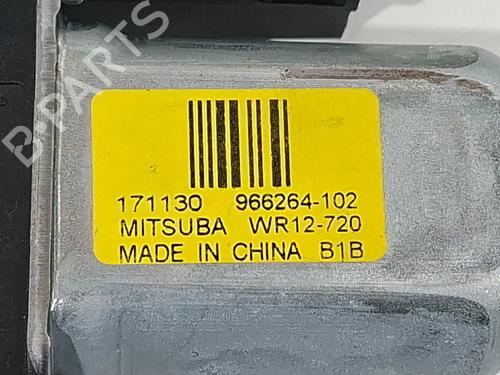 B-PARTS
171130 966264-102
MITSUBA WR12-720
MADE IN CHINA B1B